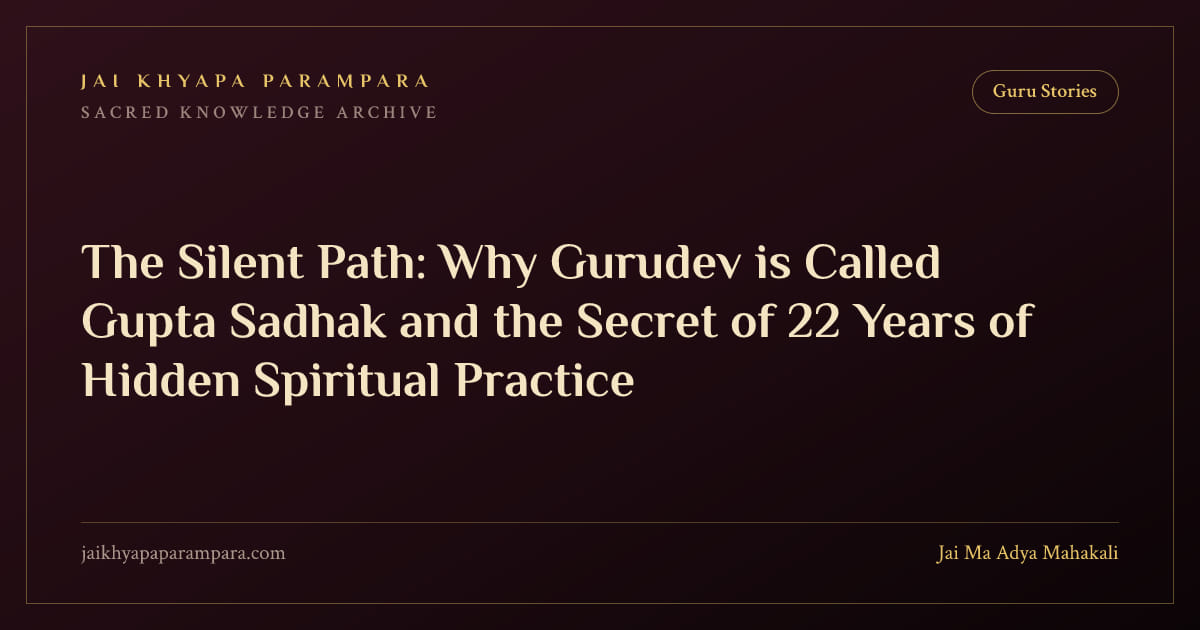 JAI KHYAPA PARAMPARA
SACRED KNOWLEDGE ARCHIVE
Guru Stories
The Silent Path: Why Gurudev is Called
Gupta Sadhak and the Secret of 22 Years of
Hidden Spiritual Practice
jaikhyapaparampara.com
Jai Ma Adya Mahakali